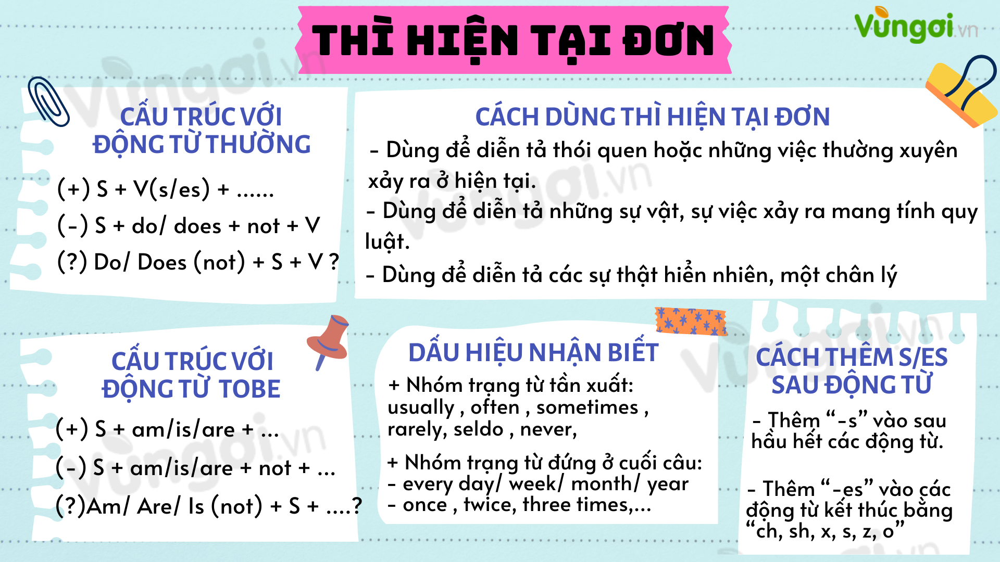 THÌ HIỆN TẠI ĐƠN
Vừngơi.vn
CẤU TRÚC VỚI
ĐỘNG TỪ THƯỜNG
(+) S + V(s/es) + ......
(-) S + do/ does + not + V
(?) Do/ Does (not) + S + V ?
CÁCH DÙNG THÌ HIỆN TẠI ĐƠN
- Dùng để diễn tả thói quen hoặc những việc thường xuyên
xảy ra ở hiện tại.
- Dùng để diễn tả những sự vật, sự việc xảy ra mang tính quy
luật.
- Dùng để diễn tả các sự thật hiển nhiên, một chân lý
CẤU TRÚC VỚI
ĐỘNG TỪ TOBE
(+) S + am/is/are + ...
(-) S + am/is/are + not + ...
(?)Am/ Are/ Is (not) + S + ....?
DẤU HIỆU NHẬN BIẾT
+ Nhóm trạng từ tần xuất:
usually , often , sometimes ,
rarely, seldo , never,
+ Nhóm trạng từ đứng ở cuối câu:
- every day/ week/ month/ year
- once , twice, three times,...
CÁCH THÊM S/ES
SAU ĐỘNG TỪ
- Thêm “-s” vào sau
hầu hết các động từ.
- Thêm “-es” vào các
động từ kết thúc bằng
“ch, sh, x, s, z, o”